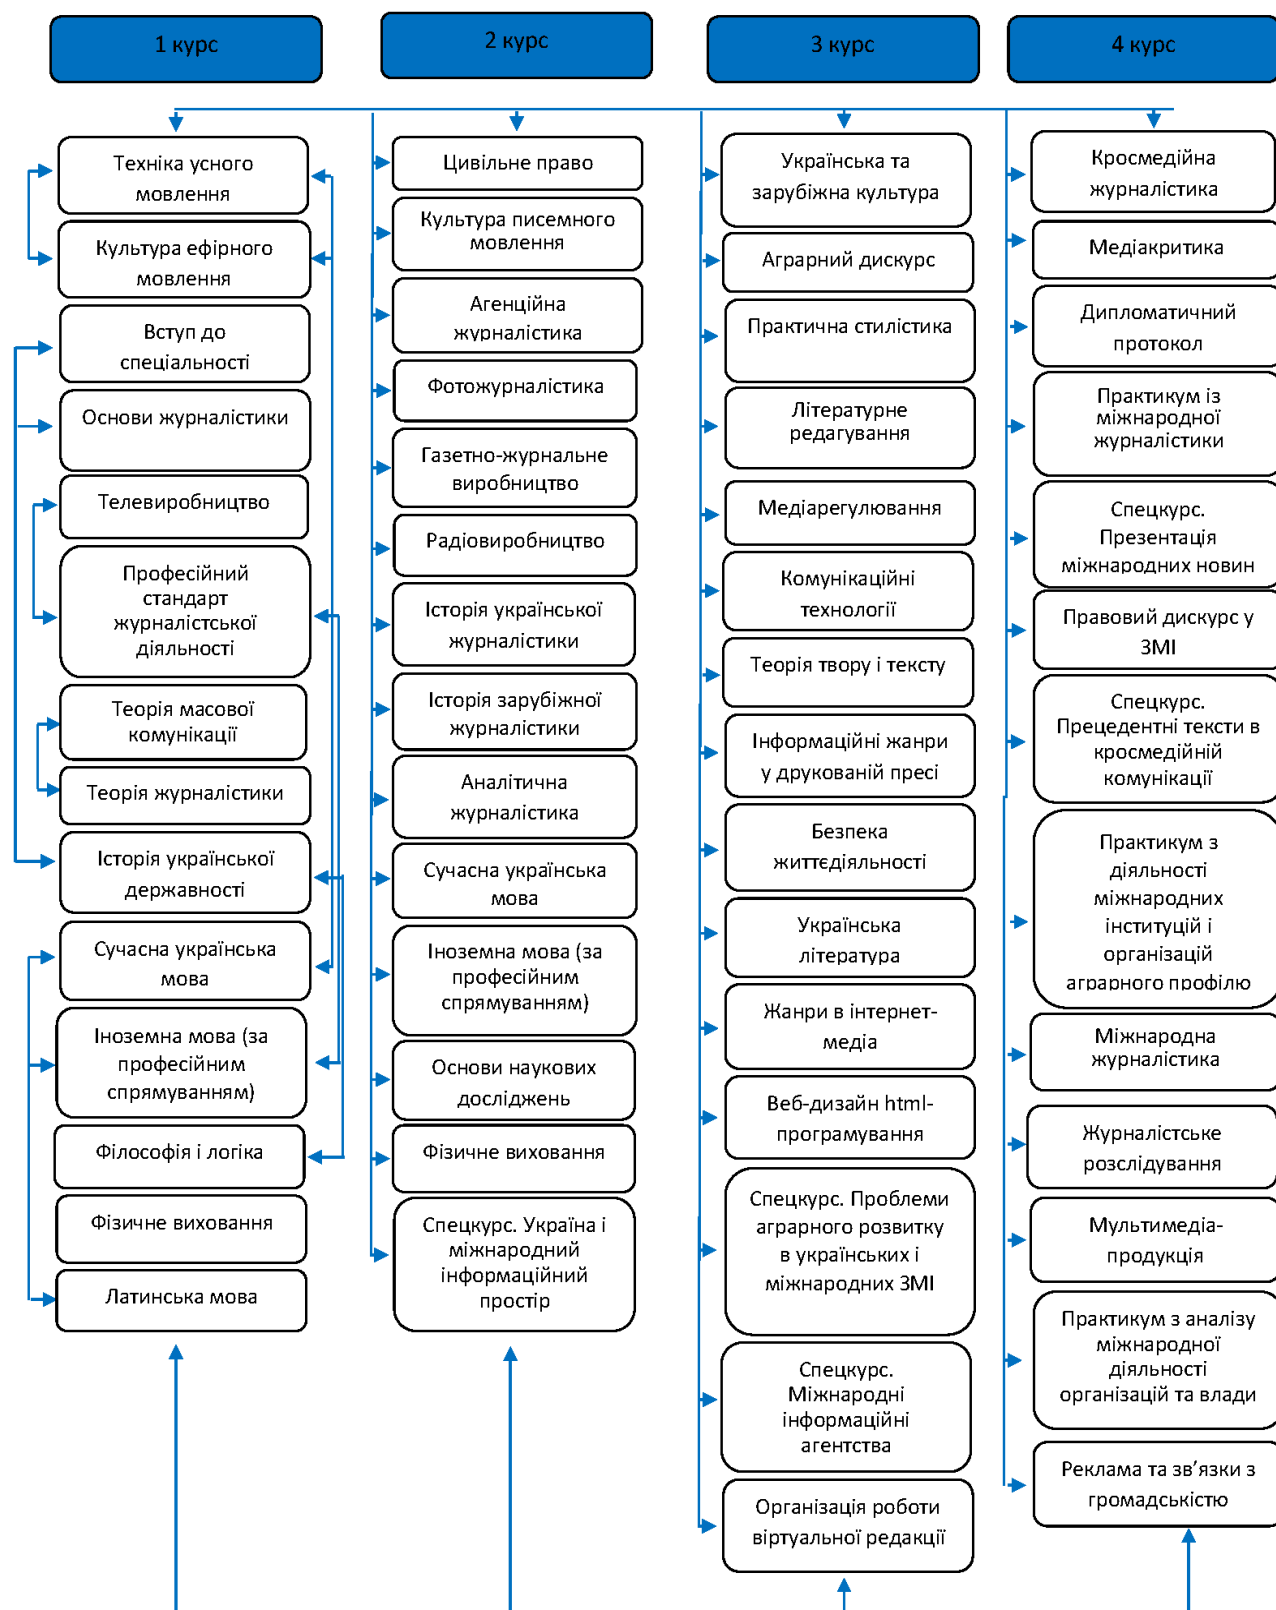 1 курс
2 курс
3 курс
4 курс
Техніка усного
мовлення
Культура ефірного
мовлення
Вступ до
спеціальності
Основи журналістики
Телевиробництво
Професійний
стандарт
журналістської
діяльності
Теорія масової
комунікації
Теорія журналістики
Історія української
державності
Сучасна українська
мова
Іноземна мова (за
професійним
спрямуванням)
Філософія і логіка
Фізичне виховання
Латинська мова
Цивільне право
Культура писемного
мовлення
Агенційна
журналістика
Фотожурналістика
Газетно-журнальне
виробництво
Радіовиробництво
Історія української
журналістики
Історія зарубіжної
журналістики
Аналітична
журналістика
Сучасна українська
мова
Іноземна мова (за
професійним
спрямуванням)
Основи наукових
досліджень
Фізичне виховання
Спецкурс. Україна і
міжнародний
інформаційний
простір
Українська та
зарубіжна культура
Аграрний дискурс
Практична стилістика
Літературне
редагування
Медіарегулювання
Комунікаційні
технології
Теорія твору і тексту
Інформаційні жанри
у друкованій пресі
Безпека
життєдіяльності
Українська
література
Жанри в інтернет-
медіа
Веб-дизайн html-
програмування
Спецкурс. Проблеми
аграрного розвитку
в українських і
міжнародних ЗМІ
Спецкурс.
Міжнародні
інформаційні
агентства
Організація роботи
віртуальної редакції
Кросмедійна
журналістика
Медіакритика
Дипломатичний
протокол
Практикум із
міжнародної
журналістики
Спецкурс.
Презентація
міжнародних новин
Правовий дискурс у
ЗМІ
Спецкурс.
Прецедентні тексти в
кросмедійній
комунікації
Практикум з
діяльності
міжнародних
інституцій і
організацій
аграрного профілю
Міжнародна
журналістика
Журналістське
розслідування
Мультимедіа-
продукція
Практикум з аналізу
міжнародної
діяльності
організацій та влади
Реклама та зв’язки з
громадськістю